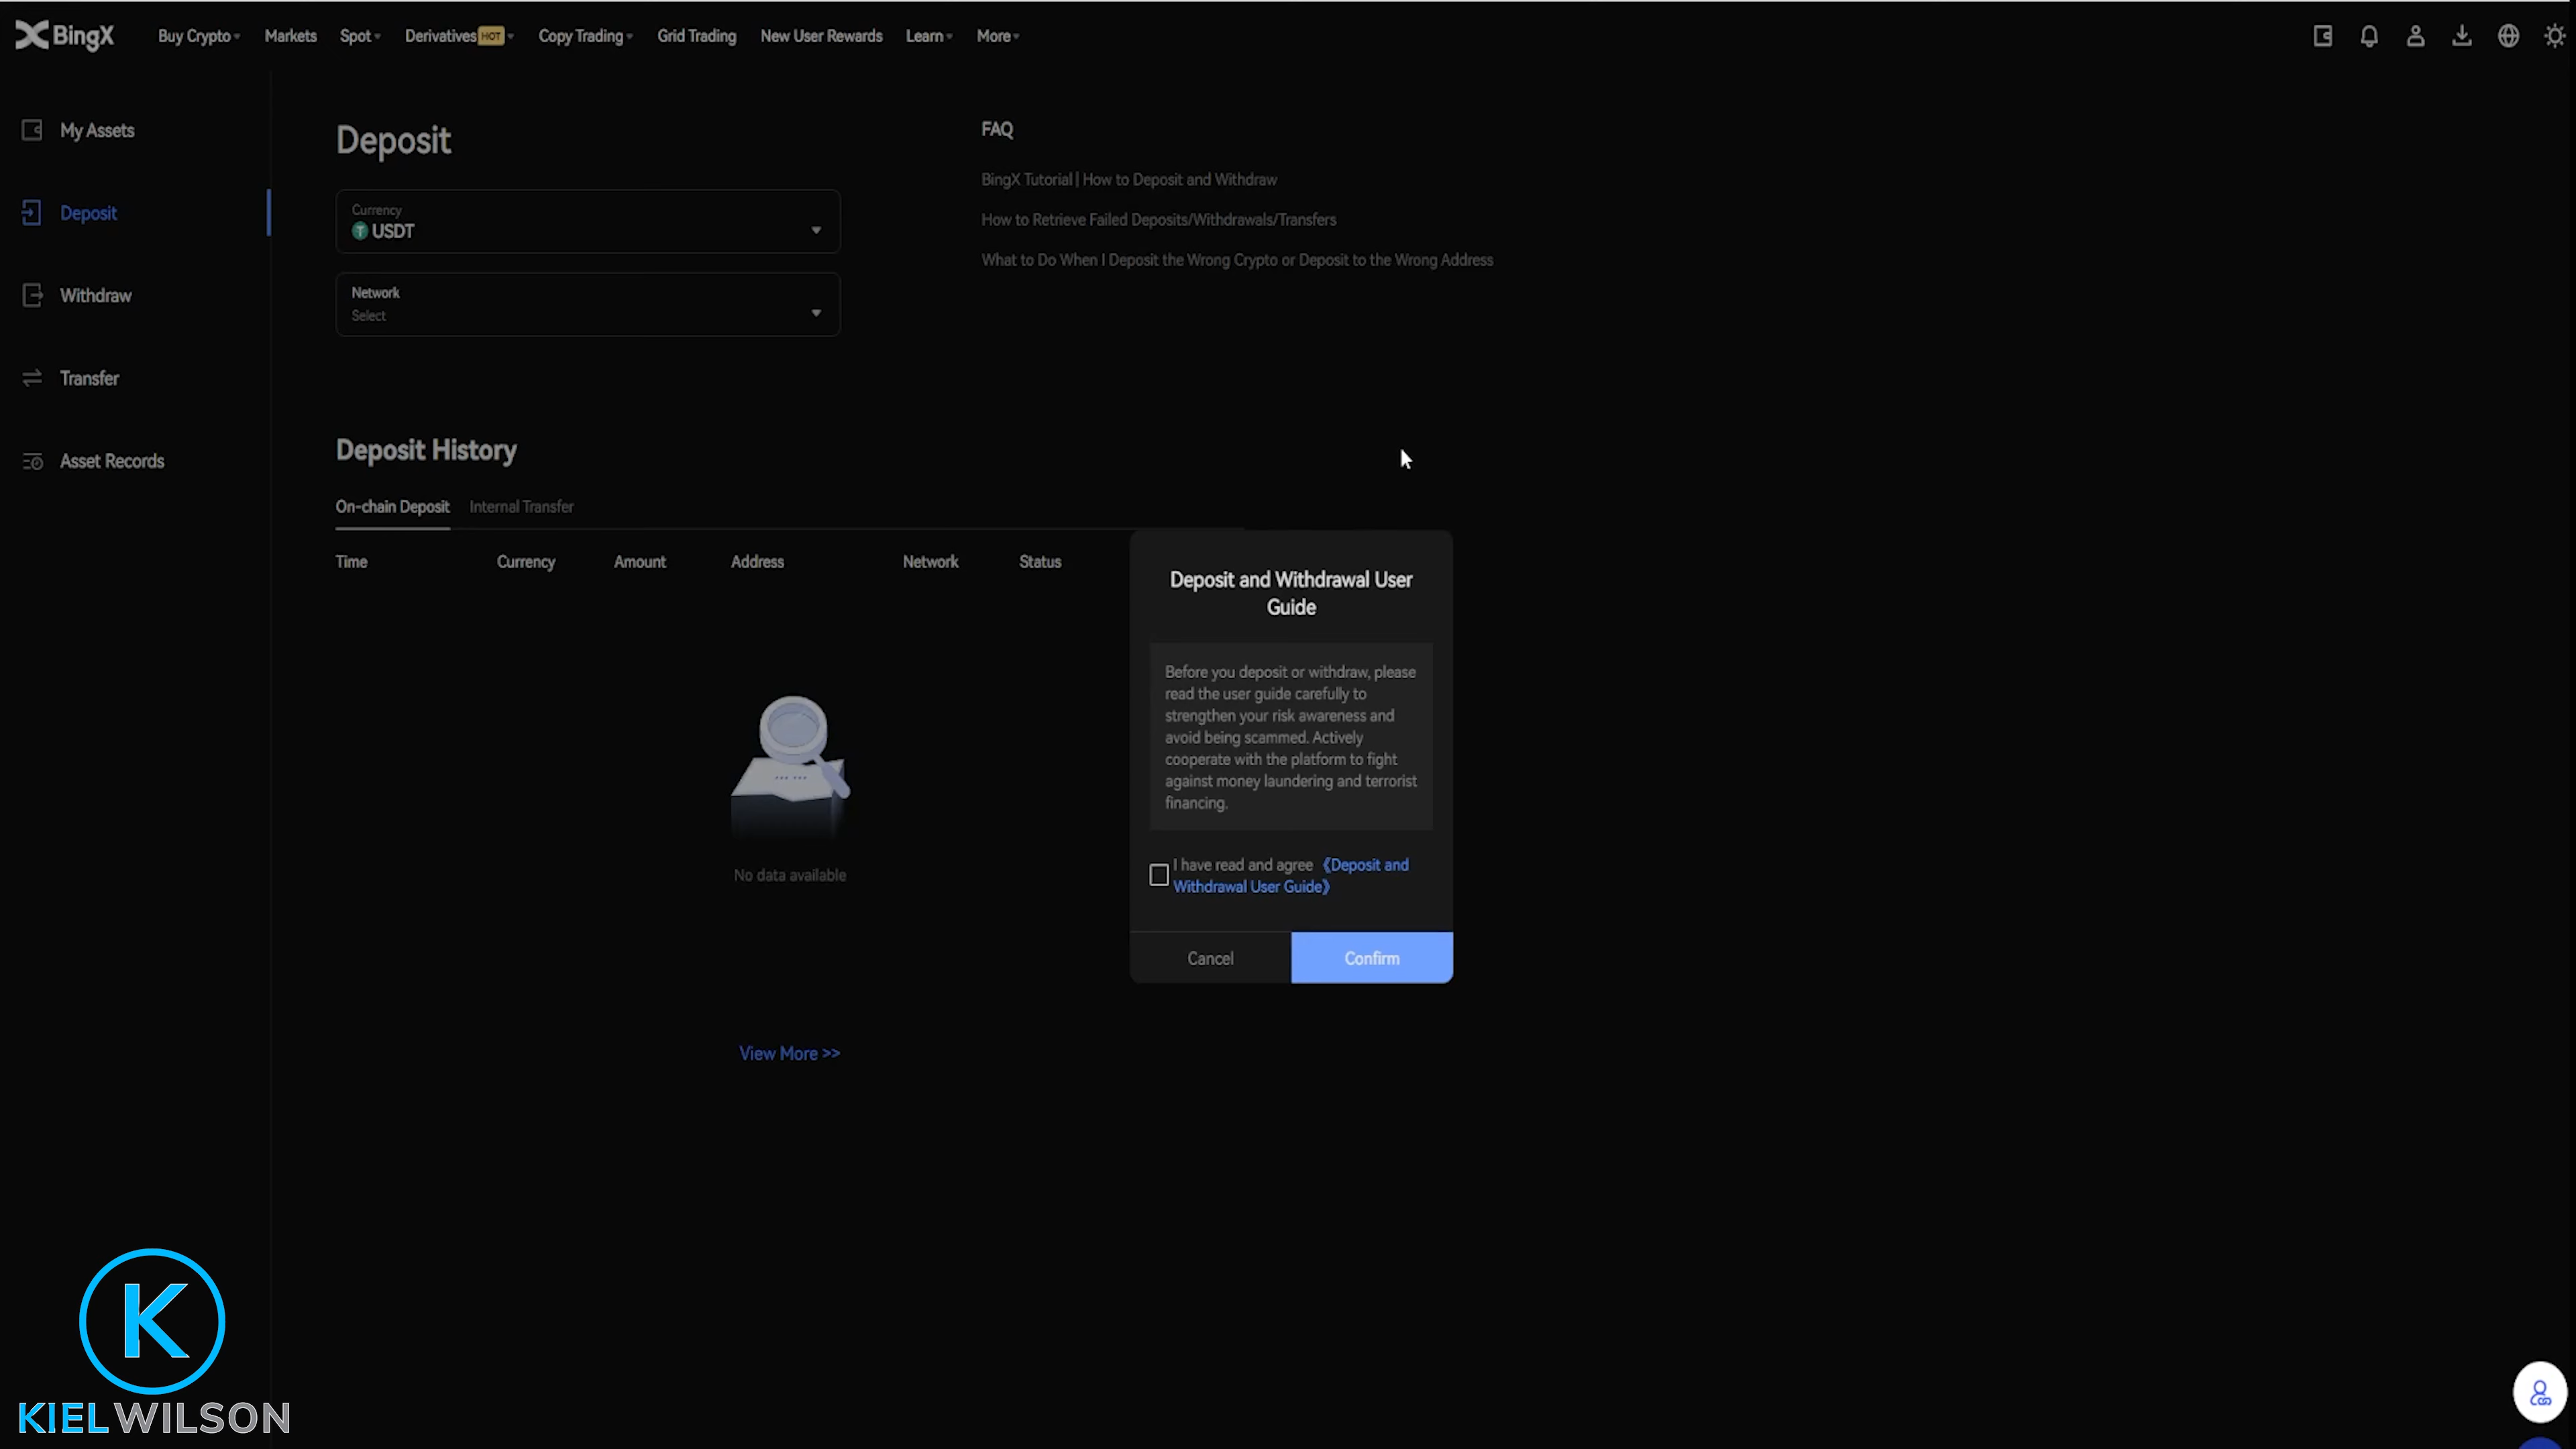 BingX
Buy Crypto
Markets
Spot
Derivatives HOT
Copy Trading
Grid Trading
New User Rewards
Learn
More
My Assets
Deposit
Withdraw
Transfer
Asset Records
Deposit
Currency
USDT
Network
Select
FAQ
BingX Tutorial | How to Deposit and Withdraw
How to Retrieve Failed Deposits/Withdrawals/Transfers
What to Do When I Deposit the Wrong Crypto or Deposit to the Wrong Address
Deposit History
On-chain Deposit
Internal Transfer
Time
Currency
Amount
Address
Network
Status
No data available
View More >>
Deposit and Withdrawal User
Guide
Before you deposit or withdraw, please
read the user guide carefully to
strengthen your risk awareness and
avoid being scammed. Actively
cooperate with the platform to fight
against money laundering and terrorist
financing.
I have read and agree 《Deposit and
Withdrawal User Guide》
Cancel
Confirm
K
KIELWILSON